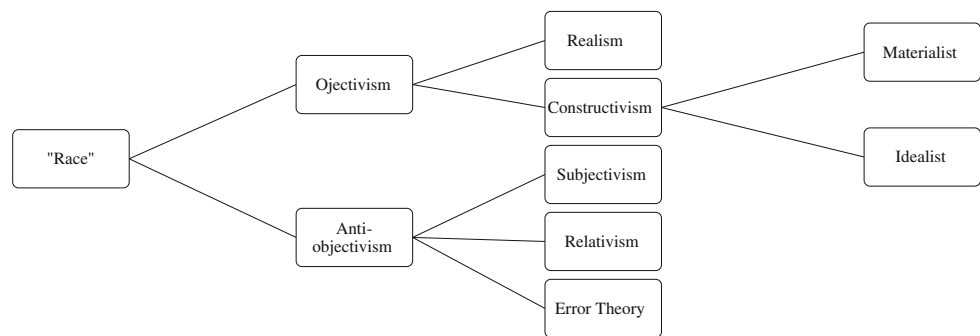 Realism
Materialist
Ojectivism
Constructivism
"Race"
Idealist
Subjectivism
Anti-
objectivism
Relativism
Error Theory